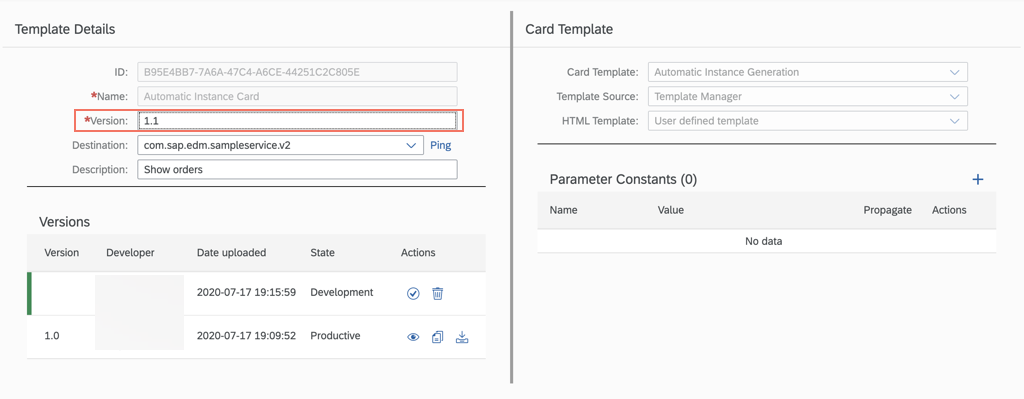 Template Details
ID: B95E4BB7-7A6A-47C4-A6CE-44251C2C805E
*Name: Automatic Instance Card
*Version: 1.1
Destination: com.sap.edm.sampleservice.v2 Ping
Description: Show orders
Versions
Version Developer Date uploaded State Actions
2020-07-17 19:15:59 Development
1.0 2020-07-17 19:09:52 Productive
Card Template
Card Template: Automatic Instance Generation
Template Source: Template Manager
HTML Template: User defined template
Parameter Constants (0)
Name Value Propagate Actions
No data